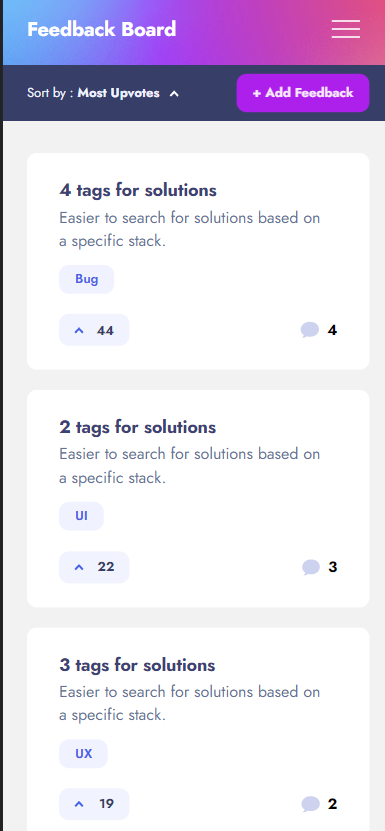 Feedback Board
Sort by : Most Upvotes
+ Add Feedback
4 tags for solutions
Easier to search for solutions based on
a specific stack.
Bug
44
4
2 tags for solutions
Easier to search for solutions based on
a specific stack.
UI
22
3
3 tags for solutions
Easier to search for solutions based on
a specific stack.
UX
19
2